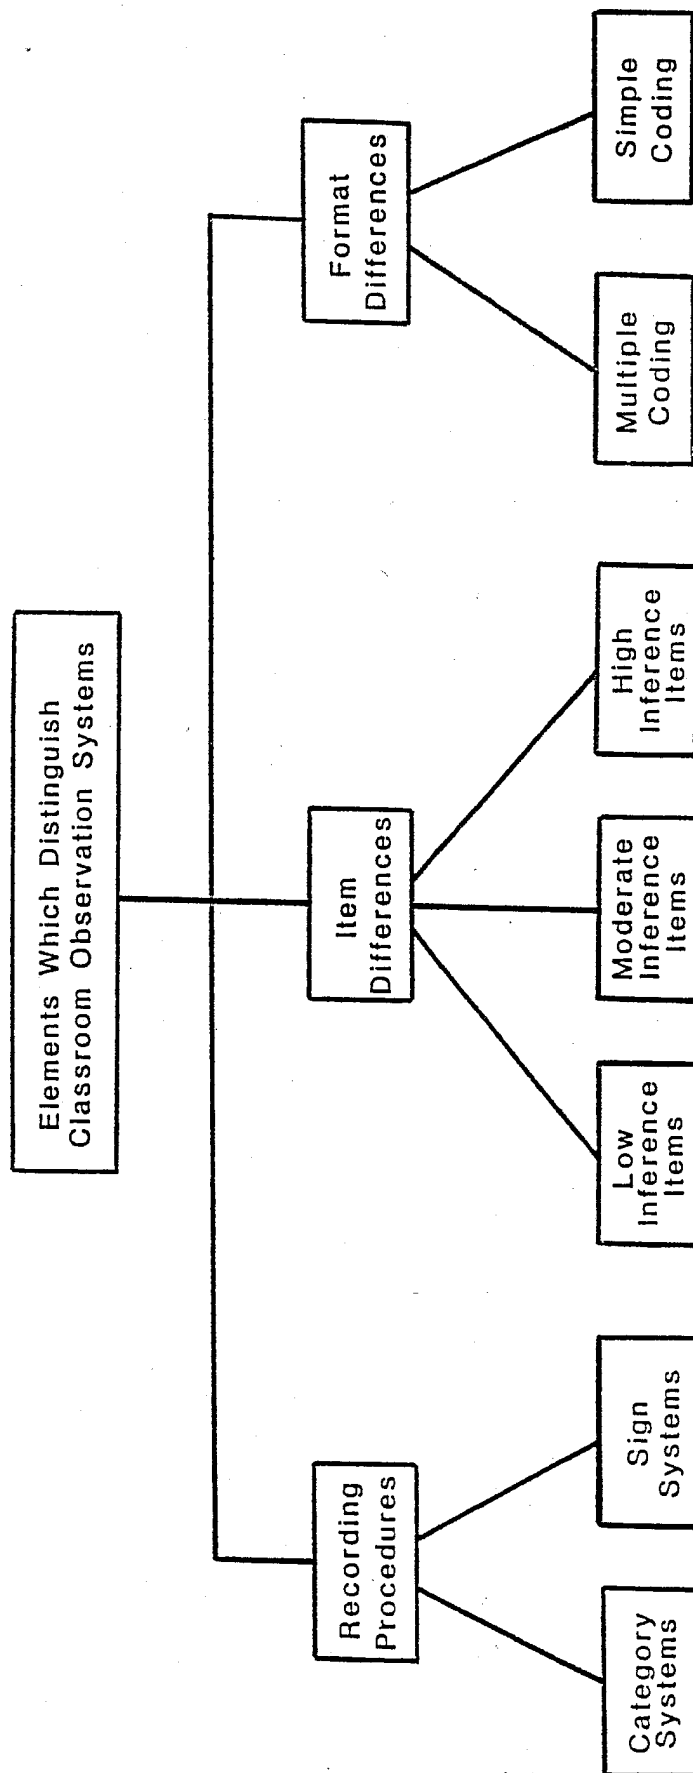 Elements Which Distinguish
Classroom Observation Systems
Recording
Procedures
Item
Differences
Format
Differences
Category
Systems
Sign
Systems
Low
Inference
Items
Moderate
Inference
Items
High
Inference
Items
Multiple
Coding
Simple
Coding